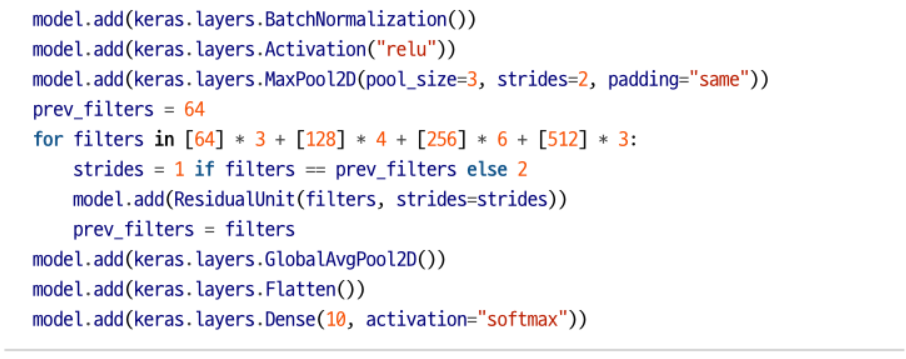 model.add(keras.layers.BatchNormalization())
model.add(keras.layers.Activation("relu"))
model.add(keras.layers.MaxPool2D(pool_size=3, strides=2, padding="same"))
prev_filters = 64
for filters in [64] * 3 + [128] * 4 + [256] * 6 + [512] * 3:
    strides = 1 if filters == prev_filters else 2
    model.add(ResidualUnit(filters, strides=strides))
    prev_filters = filters
model.add(keras.layers.GlobalAvgPool2D())
model.add(keras.layers.Flatten())
model.add(keras.layers.Dense(10, activation="softmax"))